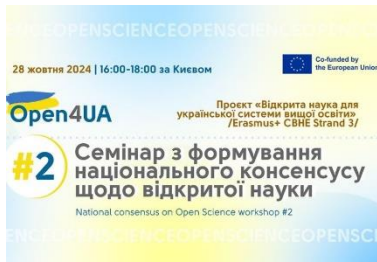 OPENSCIENCEOPENSCIENCEOPENSCIENCE
28 жовтня 2024 | 16:00-18:00 за Києвом
Co-funded by
the European Union
Open4UA
Проєкт «Відкрита наука для
української системи вищої освіти»
/Erasmus+ CBHE Strand 3/
#2
Семінар з формування
національного консенсусу
щодо відкритої науки
National consensus on Open Science workshop #2